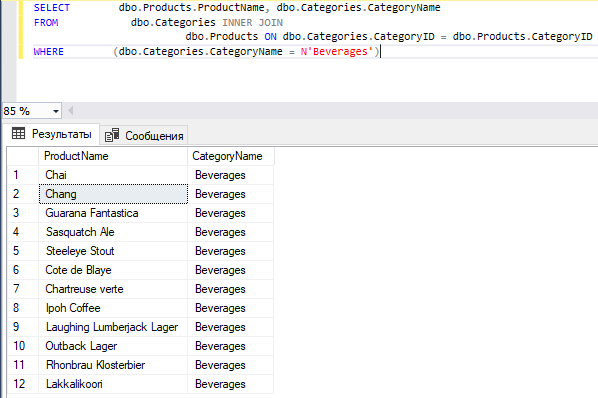 SELECT dbo.Products.ProductName, dbo.Categories.CategoryName
FROM dbo.Categories INNER JOIN
dbo.Products ON dbo.Categories.CategoryID = dbo.Products.CategoryID
WHERE (dbo.Categories.CategoryName = N'Beverages')
85 %
Результаты Сообщения
ProductName CategoryName
1 Chai Beverages
2 Chang Beverages
3 Guarana Fantastica Beverages
4 Sasquatch Ale Beverages
5 Steeleye Stout Beverages
6 Cote de Blaye Beverages
7 Chartreuse verte Beverages
8 Ipoh Coffee Beverages
9 Laughing Lumberjack Lager Beverages
10 Outback Lager Beverages
11 Rhonbrau Klosterbier Beverages
12 Lakkalikoori Beverages